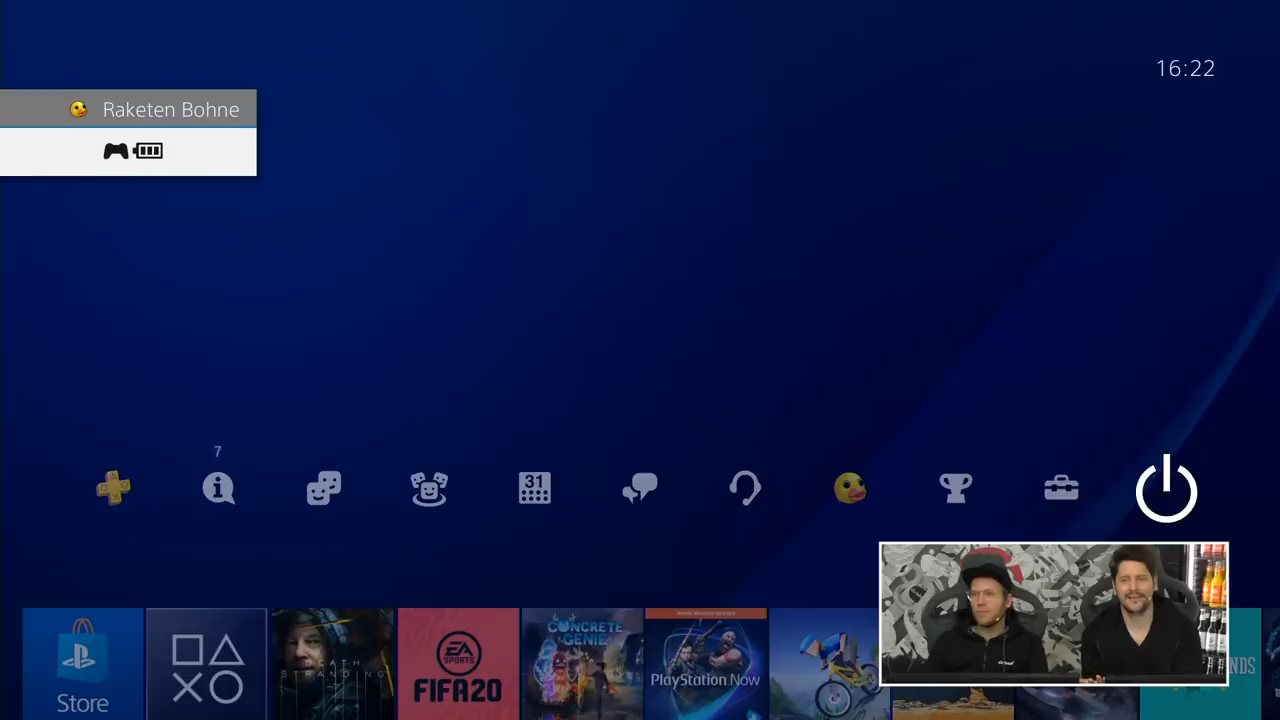 16:22
Raketen Bohne
7
31
Store
DEATH
STRANDING
EA
SPORTS
FIFA20
CONCRETE
GENIE
PlayStation Now
NDS